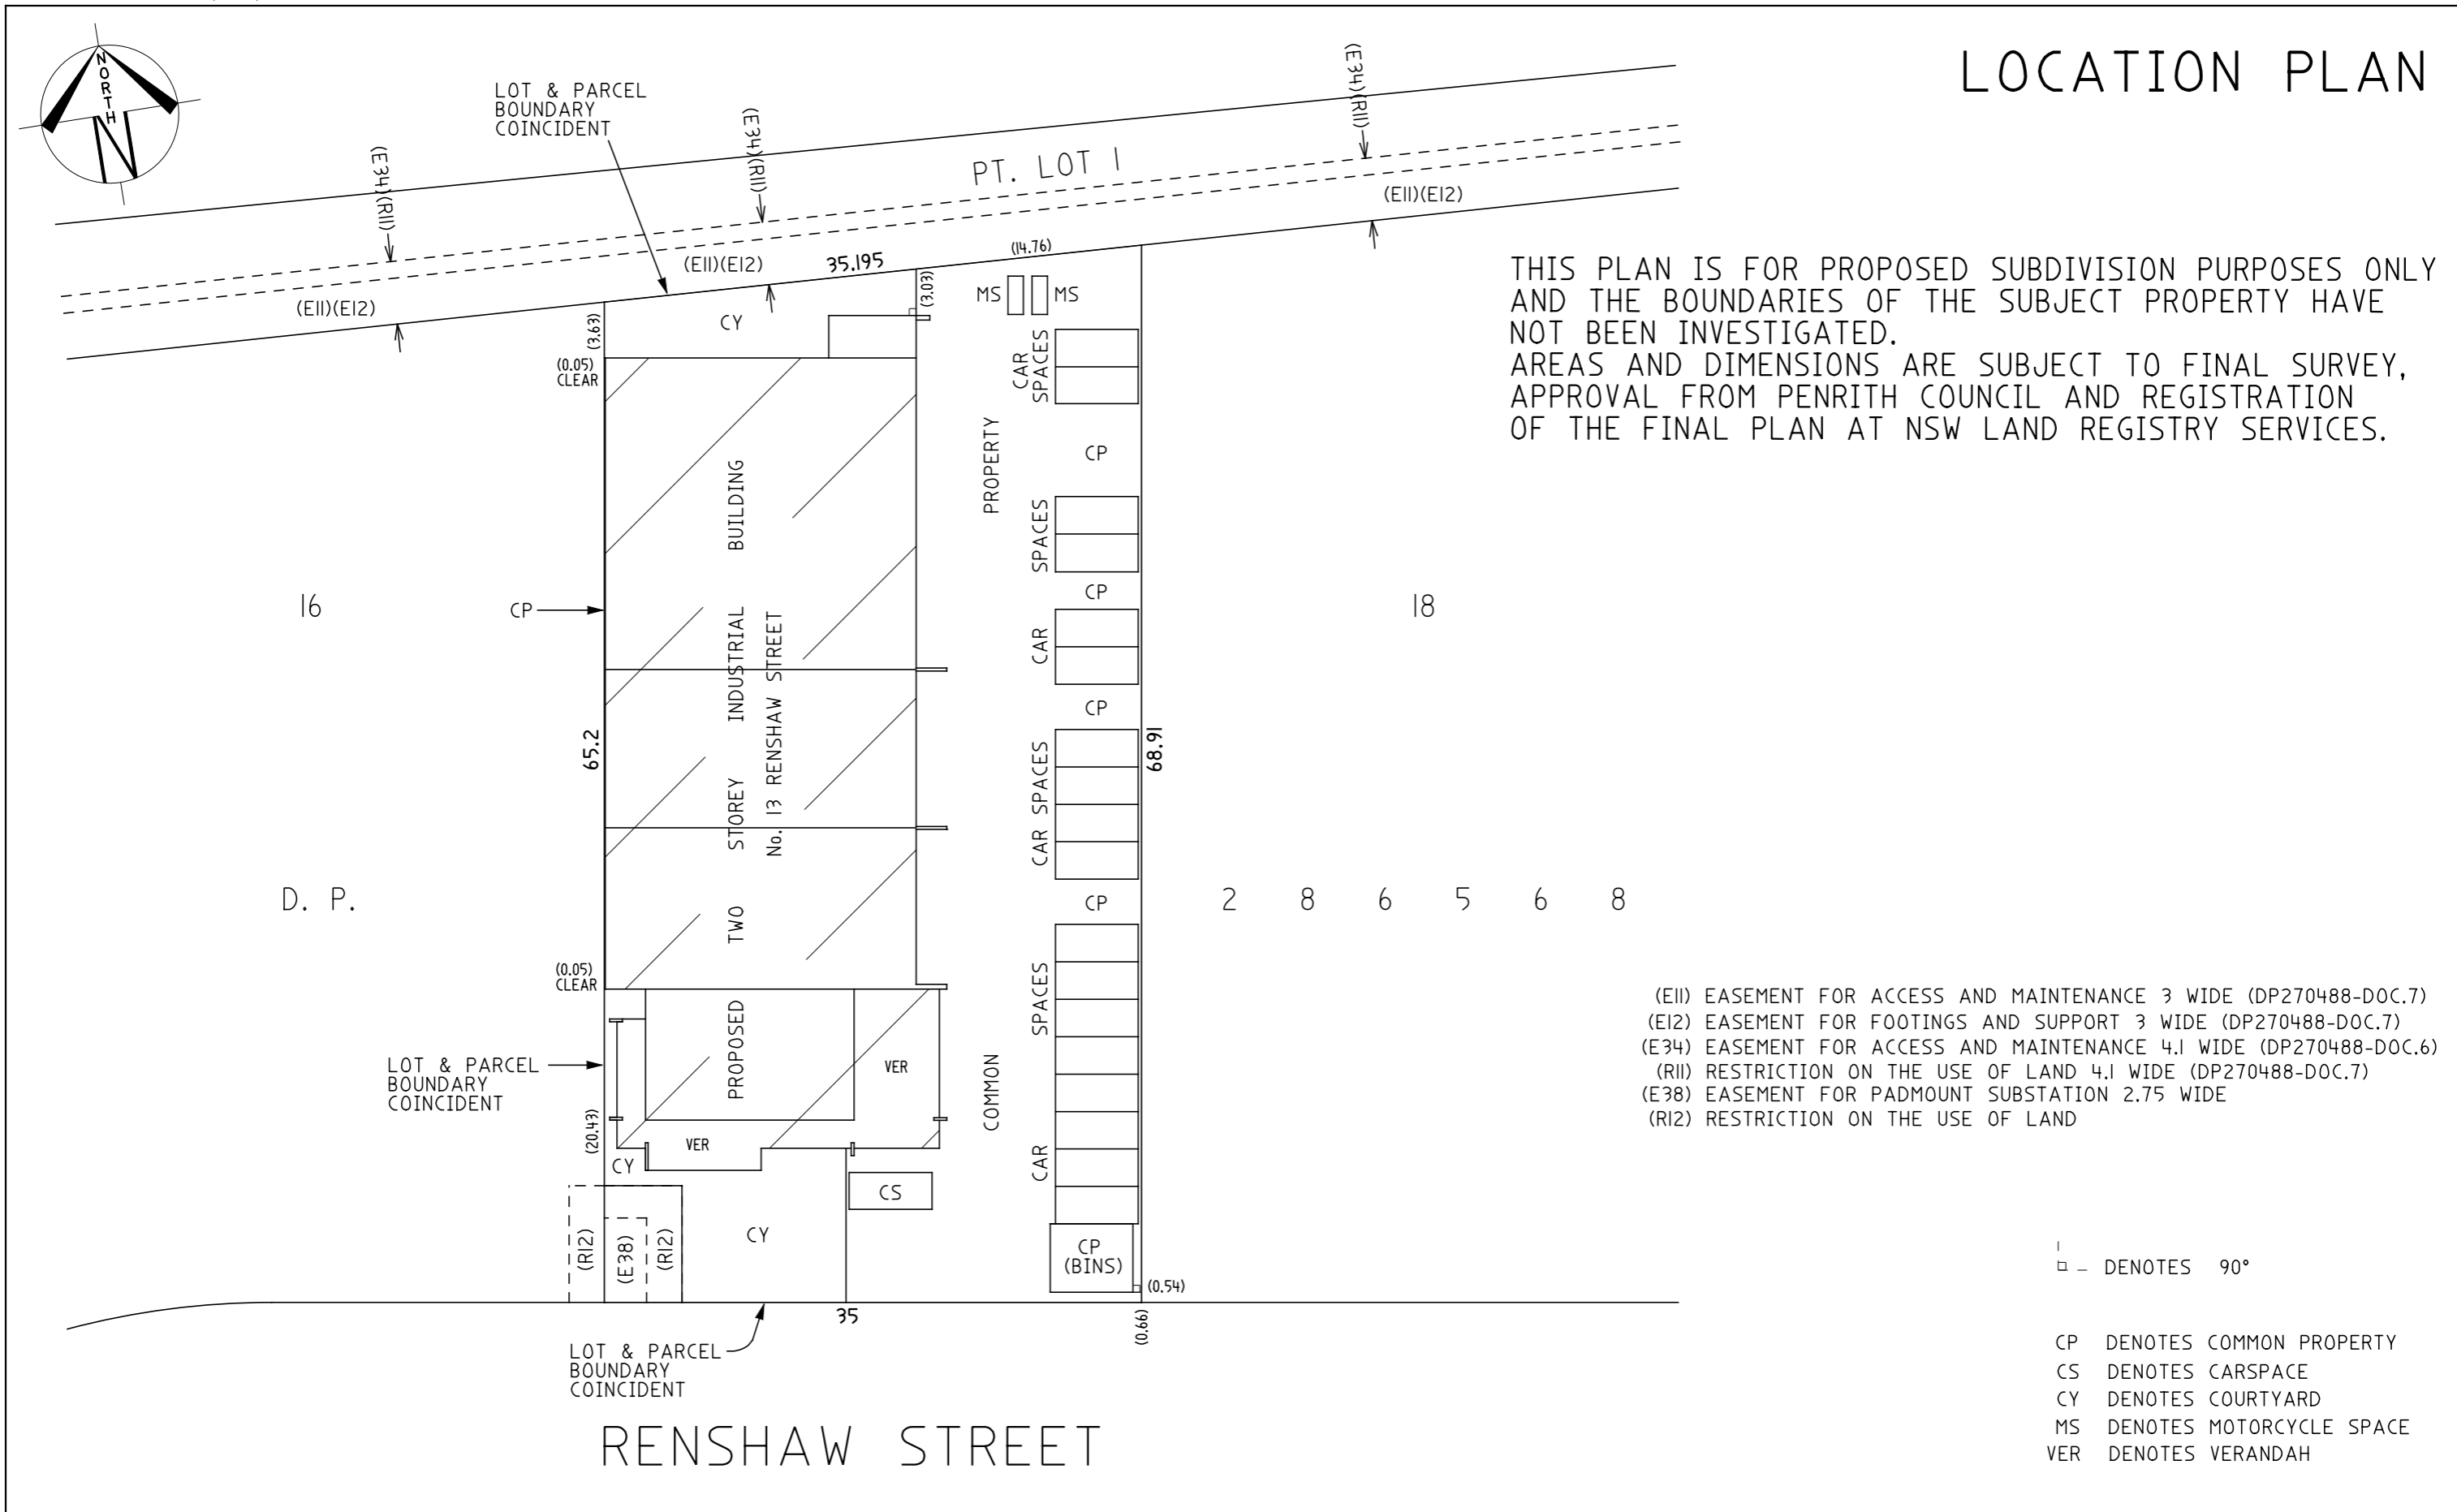 LOCATION PLAN
NORTH
N
LOT & PARCEL
BOUNDARY
COINCIDENT
(E34)(R11)
(E34)(R11)
(E34)(R11)
PT. LOT 1
(E11)(E12)
(E11)(E12)
(E11)(E12)
35.195
(14.76)
(3.03)
(3.63)
THIS PLAN IS FOR PROPOSED SUBDIVISION PURPOSES ONLY
AND THE BOUNDARIES OF THE SUBJECT PROPERTY HAVE
NOT BEEN INVESTIGATED.
AREAS AND DIMENSIONS ARE SUBJECT TO FINAL SURVEY,
APPROVAL FROM PENRITH COUNCIL AND REGISTRATION
OF THE FINAL PLAN AT NSW LAND REGISTRY SERVICES.
MS
MS
CY
(0.05)
CLEAR
CAR
SPACES
PROPERTY
CP
SPACES
CP
CAR
CP
CAR SPACES
CP
SPACES
CAR
COMMON
16
CP
18
PROPOSED TWO STOREY INDUSTRIAL BUILDING
No. 13 RENSHAW STREET
65.2
68.91
D. P.
2 8 6 5 6 8
(0.05)
CLEAR
LOT & PARCEL
BOUNDARY
COINCIDENT
VER
VER
(20.43)
CY
CS
CY
(R12)
(E38)
(R12)
CP
(BINS)
(0.54)
(0.66)
35
LOT & PARCEL
BOUNDARY
COINCIDENT
RENSHAW STREET
(E11) EASEMENT FOR ACCESS AND MAINTENANCE 3 WIDE (DP270488-DOC.7)
(E12) EASEMENT FOR FOOTINGS AND SUPPORT 3 WIDE (DP270488-DOC.7)
(E34) EASEMENT FOR ACCESS AND MAINTENANCE 4.1 WIDE (DP270488-DOC.6)
(R11) RESTRICTION ON THE USE OF LAND 4.1 WIDE (DP270488-DOC.7)
(E38) EASEMENT FOR PADMOUNT SUBSTATION 2.75 WIDE
(R12) RESTRICTION ON THE USE OF LAND
– DENOTES 90°
CP DENOTES COMMON PROPERTY
CS DENOTES CARSPACE
CY DENOTES COURTYARD
MS DENOTES MOTORCYCLE SPACE
VER DENOTES VERANDAH